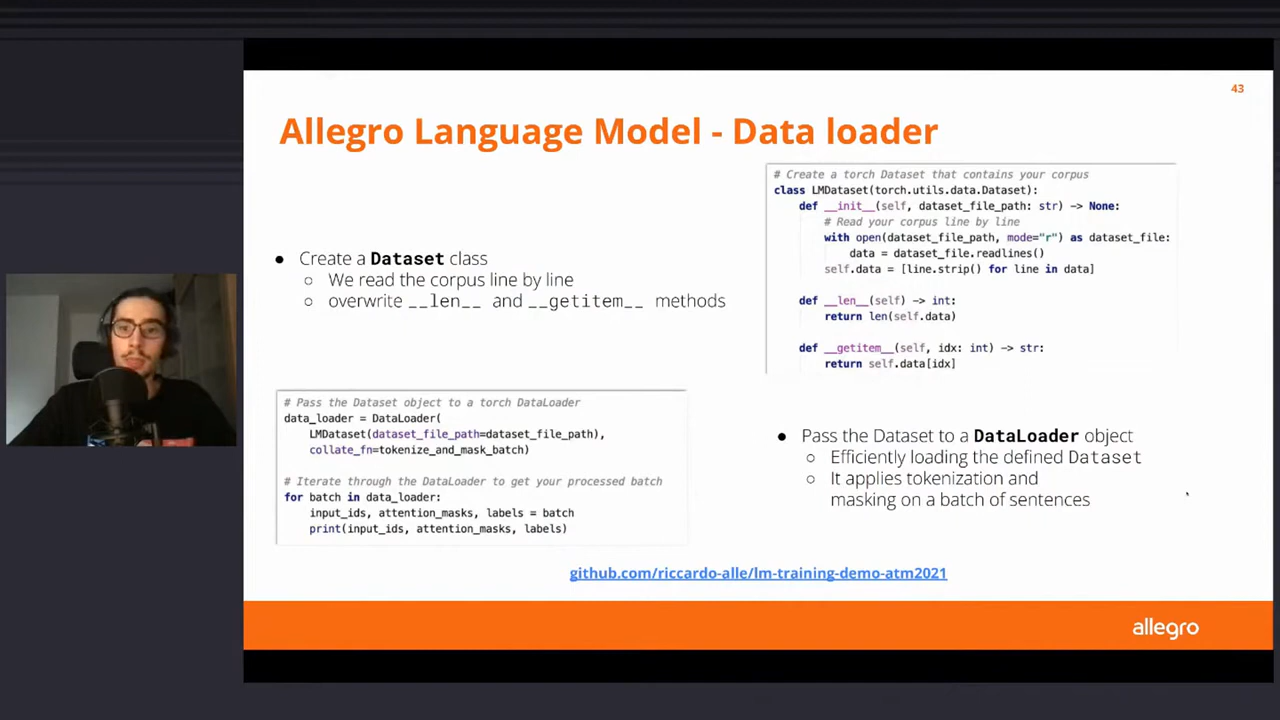 43
Allegro Language Model - Data loader
# Create a torch Dataset that contains your corpus
class LMDataset(torch.utils.data.Dataset):
def __init__(self, dataset_file_path: str) -> None:
# Read your corpus line by line
with open(dataset_file_path, mode="r") as dataset_file:
data = dataset_file.readlines()
self.data = [line.strip() for line in data]
def __len__(self) -> int:
return len(self.data)
def __getitem__(self, idx: int) -> str:
return self.data[idx]
● Create a Dataset class
○ We read the corpus line by line
○ overwrite __len__ and __getitem__ methods
# Pass the Dataset object to a torch DataLoader
data_loader = DataLoader(
LMDataset(dataset_file_path=dataset_file_path),
collate_fn=tokenize_and_mask_batch)
# Iterate through the DataLoader to get your processed batch
for batch in data_loader:
input_ids, attention_masks, labels = batch
print(input_ids, attention_masks, labels)
● Pass the Dataset to a DataLoader object
○ Efficiently loading the defined Dataset
○ It applies tokenization and
masking on a batch of sentences
github.com/riccardo-alle/lm-training-demo-atm2021
allegro